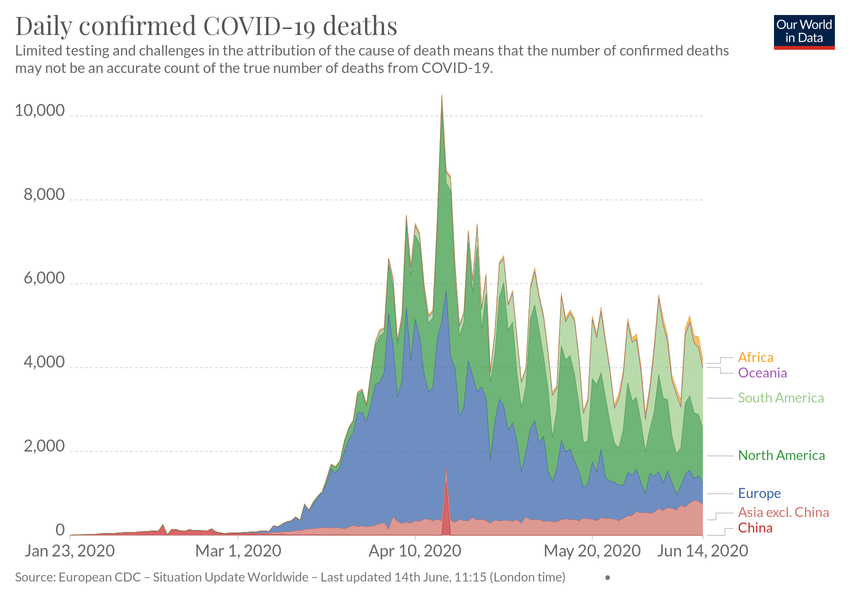 Daily confirmed COVID-19 deaths
Our World
in Data
Limited testing and challenges in the attribution of the cause of death means that the number of confirmed deaths
may not be an accurate count of the true number of deaths from COVID-19.
10,000
8,000
6,000
4,000
2,000
0
Africa
Oceania
South America
North America
Europe
Asia excl. China
China
Jan 23, 2020 Mar 1, 2020 Apr 10, 2020 May 20, 2020 Jun 14, 2020
Source: European CDC – Situation Update Worldwide – Last updated 14th June, 11:15 (London time) •